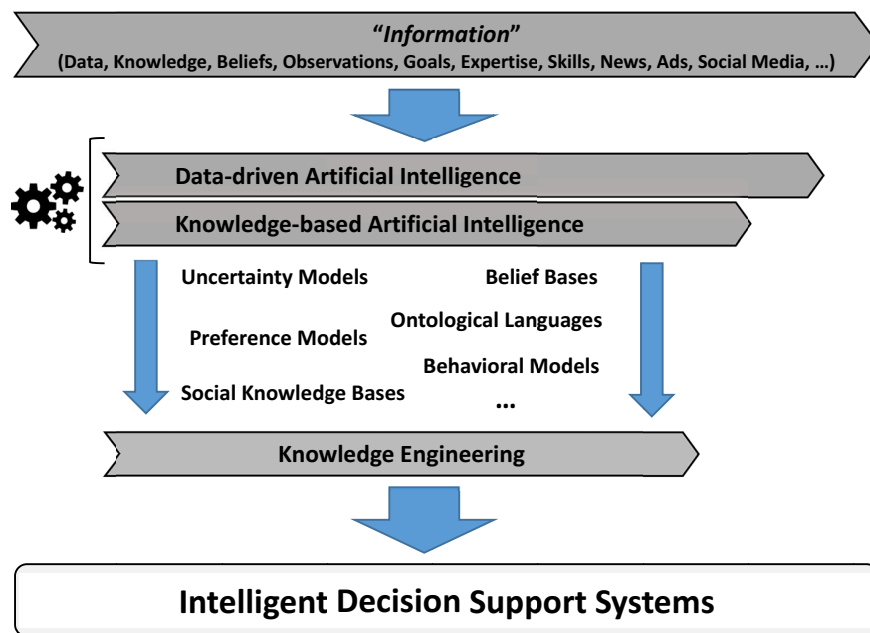 “Information”
(Data, Knowledge, Beliefs, Observations, Goals, Expertise, Skills, News, Ads, Social Media, ...)
Data-driven Artificial Intelligence
Knowledge-based Artificial Intelligence
Uncertainty Models
Belief Bases
Ontological Languages
Preference Models
Behavioral Models
Social Knowledge Bases
...
Knowledge Engineering
Intelligent Decision Support Systems